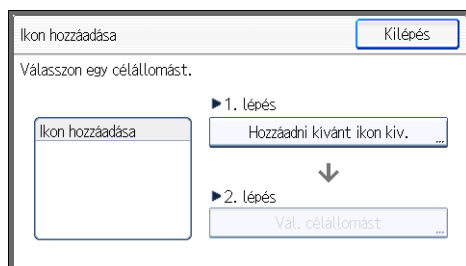 Ikon hozzáadása
Kilépés
Válasszon egy célállomást.
Ikon hozzáadása
▶1. lépés
Hozzáadni kívánt ikon kiv.
...
▶2. lépés
Vál. célállomást
...